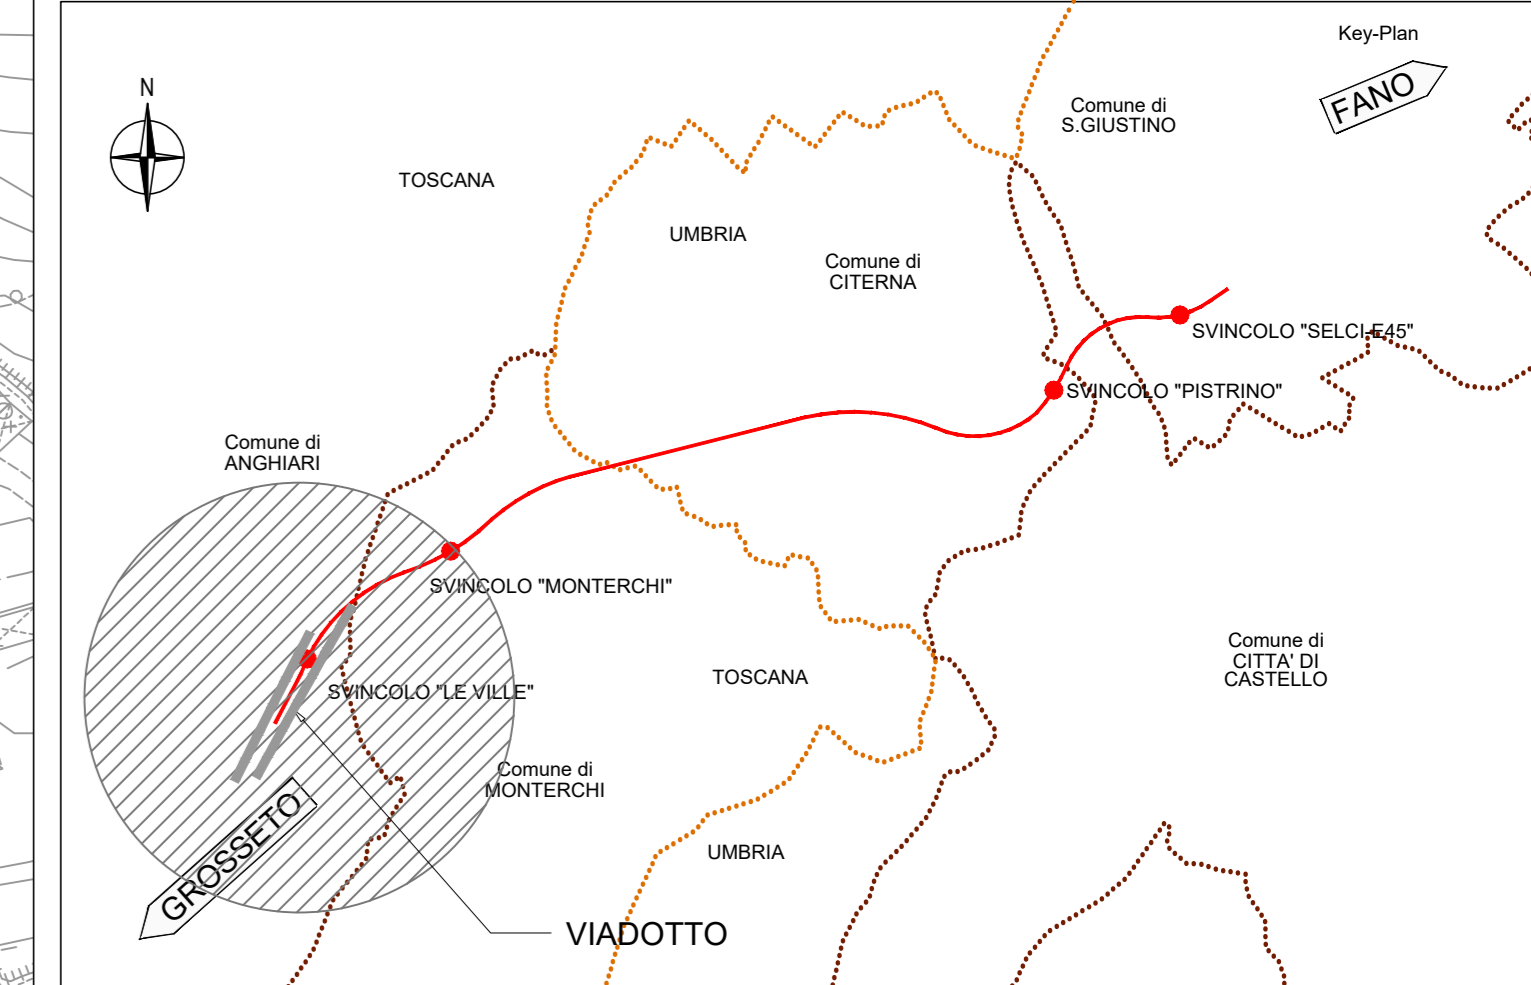 Key-Plan
FANO
N
Comune di
S.GIUSTINO
TOSCANA
UMBRIA
Comune di
CITERNA
SVINCOLO "SELCI-E45"
SVINCOLO "PISTRINO"
Comune di
ANGHIARI
SVINCOLO "MONTERCHI"
Comune di
CITTA' DI
CASTELLO
TOSCANA
SVINCOLO "LE VILLE"
Comune di
MONTERCHI
GROSSETO
UMBRIA
VIADOTTO